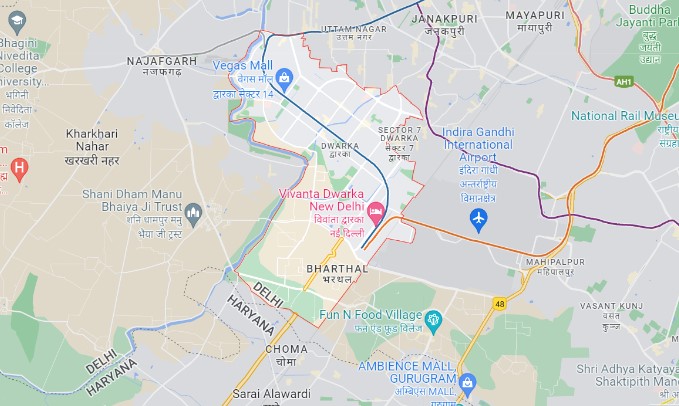 Bhagini
Nivedita
College
(University...
भगिनी
निवेदिता
कॉलेज
NAJAFGARH
नजफगढ़
UTTAM NAGAR
उत्तम नगर
JANAKPURI
जनकपुरी
MAYAPURI
मायापुरी
Buddha
Jayanti Park
बुद्ध
जयंती
उद्यान
Vegas Mall
वेगस मॉल
द्वारका सेक्टर 14
AH1
National Rail Museum
राष्ट्रीय
Kharkhari
Nahar
खरखरी नहर
DWARKA
द्वारका
SECTOR 7
DWARKA
सेक्टर 7
द्वारका
Indira Gandhi
International
Airport
इंदिरा गांधी
अन्तर्राष्ट्रीय
विमानक्षेत्र
H
Shani Dham Manu
Bhaiya Ji Trust
शनि धामपुर मनु
भैया जी ट्रस्ट
Vivanta Dwarka
New Delhi
विवांता द्वारका
नई दिल्ली
MAHIPALPUR
महिपालपुर
BHARTHAL
भरथल
DELHI
HARYANA
48
VASANT KUNJ
वसंत
कुञ्ज
Fun N Food Village
फन एंड फूड विलेज
DELHI
HARYANA
CHOMA
चोमा
AMBIENCE MALL,
GURUGRAM
अम्बिएंस MALL,
Shri Adhya Katyayani
Shaktipith Mandir
Sarai Alawardi